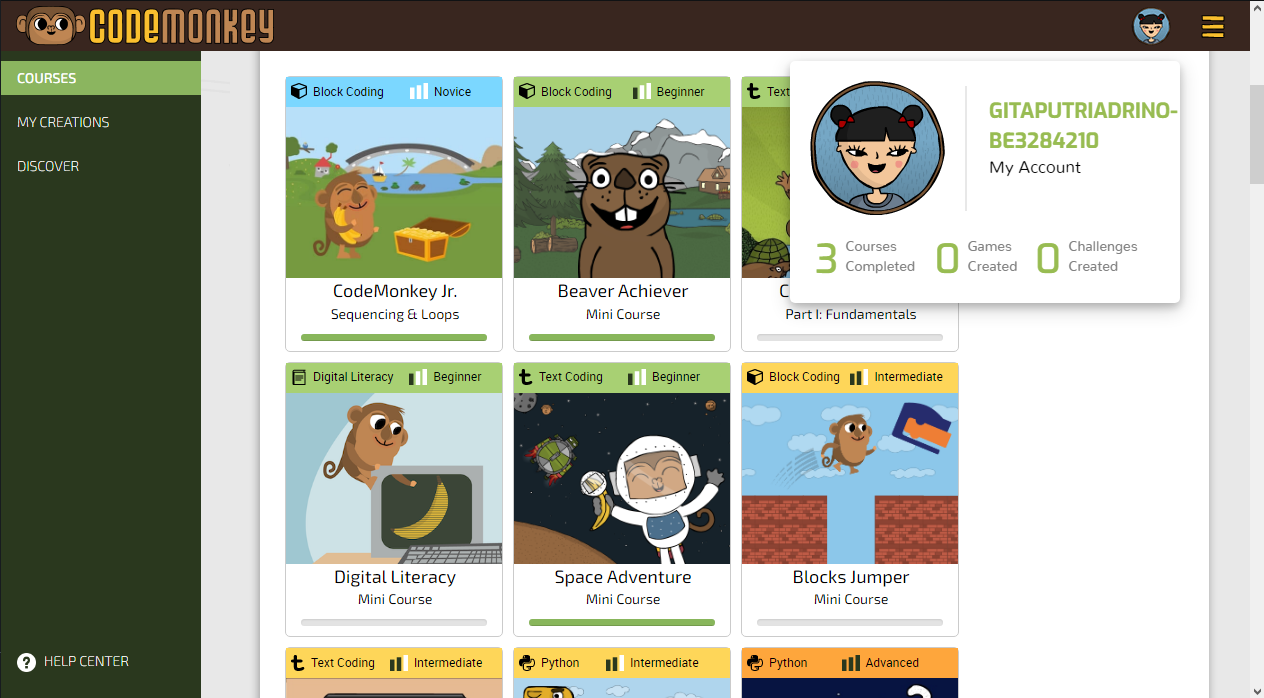 CODEMONKEY
COURSES
MY CREATIONS
DISCOVER
HELP CENTER
GITAPUTRIADRINO-
BE3284210
My Account
3 Courses Completed
0 Games Created
0 Challenges Created
Block Coding Novice
CodeMonkey Jr.
Sequencing & Loops
Block Coding Beginner
Beaver Achiever
Mini Course
Text
C
Part I: Fundamentals
Digital Literacy Beginner
Digital Literacy
Mini Course
Text Coding Beginner
Space Adventure
Mini Course
Block Coding Intermediate
Blocks Jumper
Mini Course
Text Coding Intermediate
Python Intermediate
Python Advanced